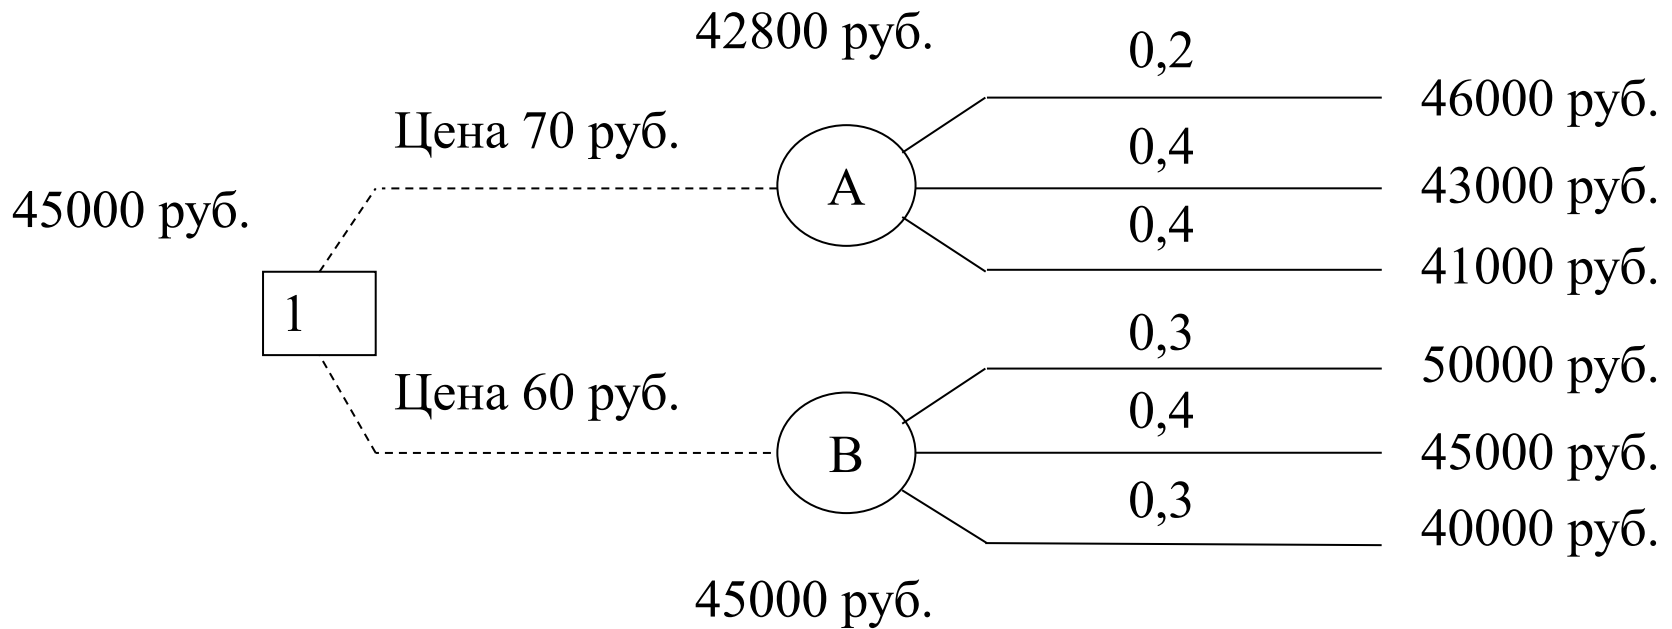 42800 руб.
0,2
46000 руб.
Цена 70 руб.
0,4
A
43000 руб.
45000 руб.
0,4
41000 руб.
1
0,3
50000 руб.
Цена 60 руб.
0,4
B
45000 руб.
0,3
40000 руб.
45000 руб.